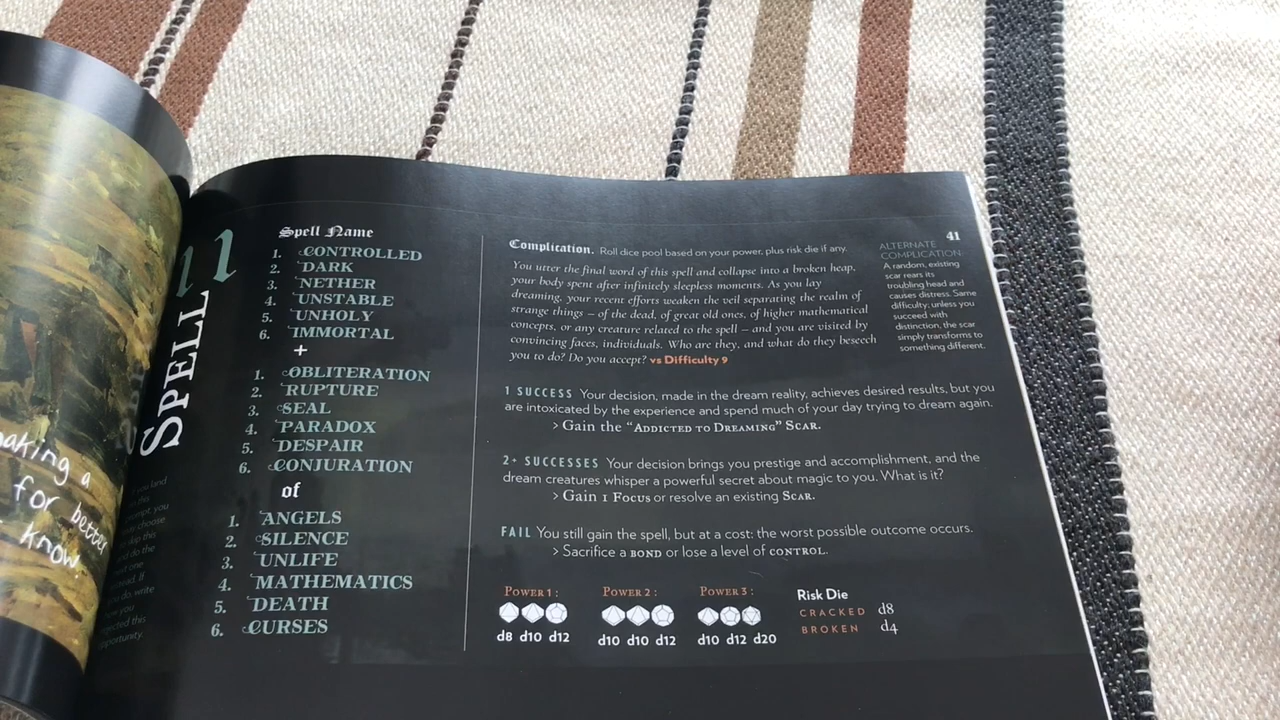 aking a
for better
know.
11
SPELL
you land
choose
do the
write
you
rejected this
opportunity.
Spell Name
1. CONTROLLED
2. DARK
3. NETHER
4. UNSTABLE
5. UNHOLY
6. IMMORTAL
+
1. OBLITERATION
2. RUPTURE
3. SEAL
4. PARADOX
5. DESPAIR
6. CONJURATION
of
1. ANGELS
2. SILENCE
3. UNLIFE
4. MATHEMATICS
5. DEATH
6. CURSES
Complication. Roll dice pool based on your power, plus risk die if any.
You utter the final word of this spell and collapse into a broken heap,
your body spent after infinitely sleepless moments. As you lay
dreaming, your recent efforts weaken the veil separating the realm of
strange things – of the dead, of great old ones, of higher mathematical
concepts, or any creature related to the spell – and you are visited by
convincing faces, individuals. Who are they, and what do they beseech
you to do? Do you accept? vs Difficulty 9
41
ALTERNATE
COMPLICATION:
A random, existing
scar rears its
troubling head and
causes distress. Same
difficulty; unless you
succeed with
distinction, the scar
simply transforms to
something different.
1 SUCCESS Your decision, made in the dream reality, achieves desired results, but you
are intoxicated by the experience and spend much of your day trying to dream again.
> Gain the "ADDICTED TO DREAMING" SCAR.
2+ SUCCESSES Your decision brings you prestige and accomplishment, and the
dream creatures whisper a powerful secret about magic to you. What is it?
> Gain 1 FOCUS or resolve an existing SCAR.
FAIL You still gain the spell, but at a cost: the worst possible outcome occurs.
> Sacrifice a BOND or lose a level of CONTROL.
POWER 1: POWER 2: POWER 3: Risk Die
CRACKED d8
BROKEN d4
d8 d10 d12 d10 d10 d12 d10 d12 d20